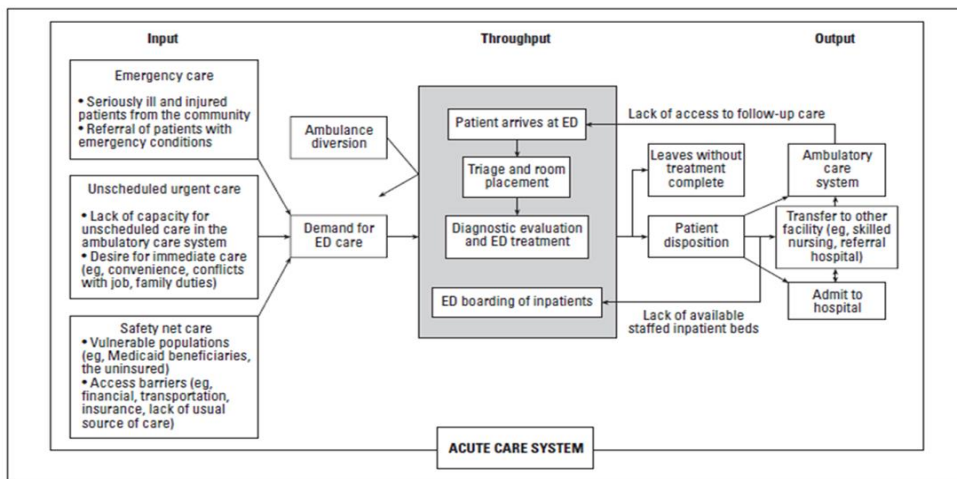 Input
Throughput
Output
Emergency care
• Seriously ill and injured
patients from the community
• Referral of patients with
emergency conditions
Unscheduled urgent care
• Lack of capacity for
unscheduled care in the
ambulatory care system
• Desire for immediate care
(eg, convenience, conflicts
with job, family duties)
Safety net care
• Vulnerable populations
(eg, Medicaid beneficiaries,
the uninsured)
• Access barriers (eg,
financial, transportation,
insurance, lack of usual
source of care)
Ambulance
diversion
Demand for
ED care
Patient arrives at ED
Triage and room
placement
Diagnostic evaluation
and ED treatment
ED boarding of inpatients
Lack of access to follow-up care
Leaves without
treatment
complete
Patient
disposition
Lack of available
staffed inpatient beds
Ambulatory
care
system
Transfer to other
facility (eg, skilled
nursing, referral
hospital)
Admit to
hospital
ACUTE CARE SYSTEM